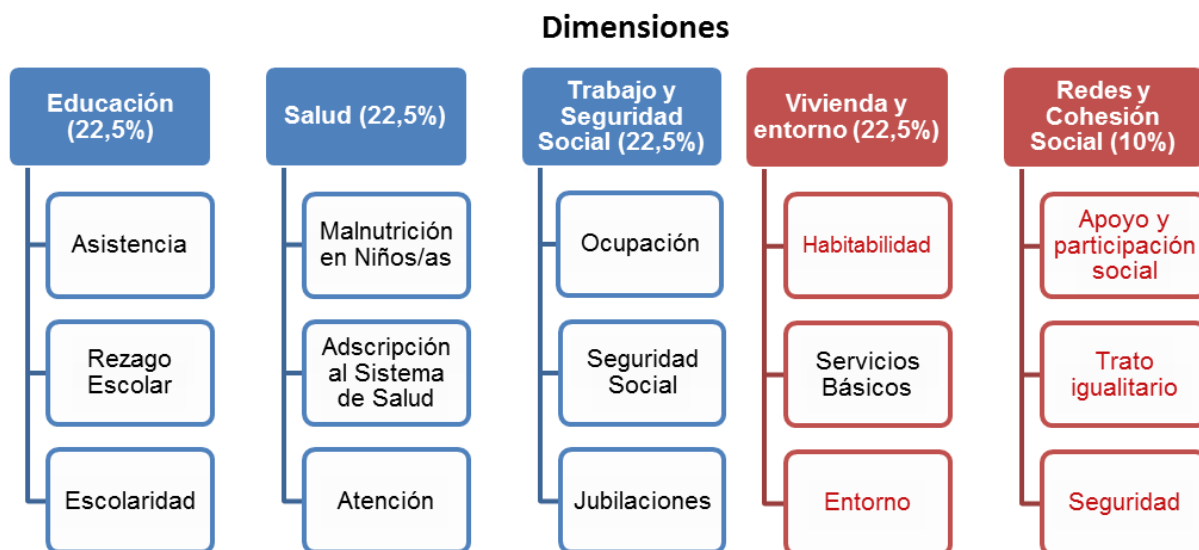 Dimensiones
Educación
(22,5%)
Asistencia
Rezago
Escolar
Escolaridad
Salud (22,5%)
Malnutrición
en Niños/as
Adscripción
al Sistema
de Salud
Atención
Trabajo y
Seguridad
Social (22,5%)
Ocupación
Seguridad
Social
Jubilaciones
Vivienda y
entorno (22,5%)
Habitabilidad
Servicios
Básicos
Entorno
Redes y
Cohesión
Social (10%)
Apoyo y
participación
social
Trato
igualitario
Seguridad